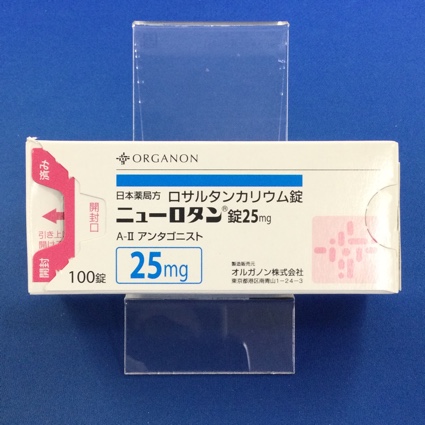 ORGANON
日本薬局方 ロサルタンカリウム錠
ニューロタン®錠25mg
A-II アンタゴニスト
100錠
25mg
製造販売元
オルガノン株式会社
東京都港区南青山1-24-3
開封口
引き上
開封
済み